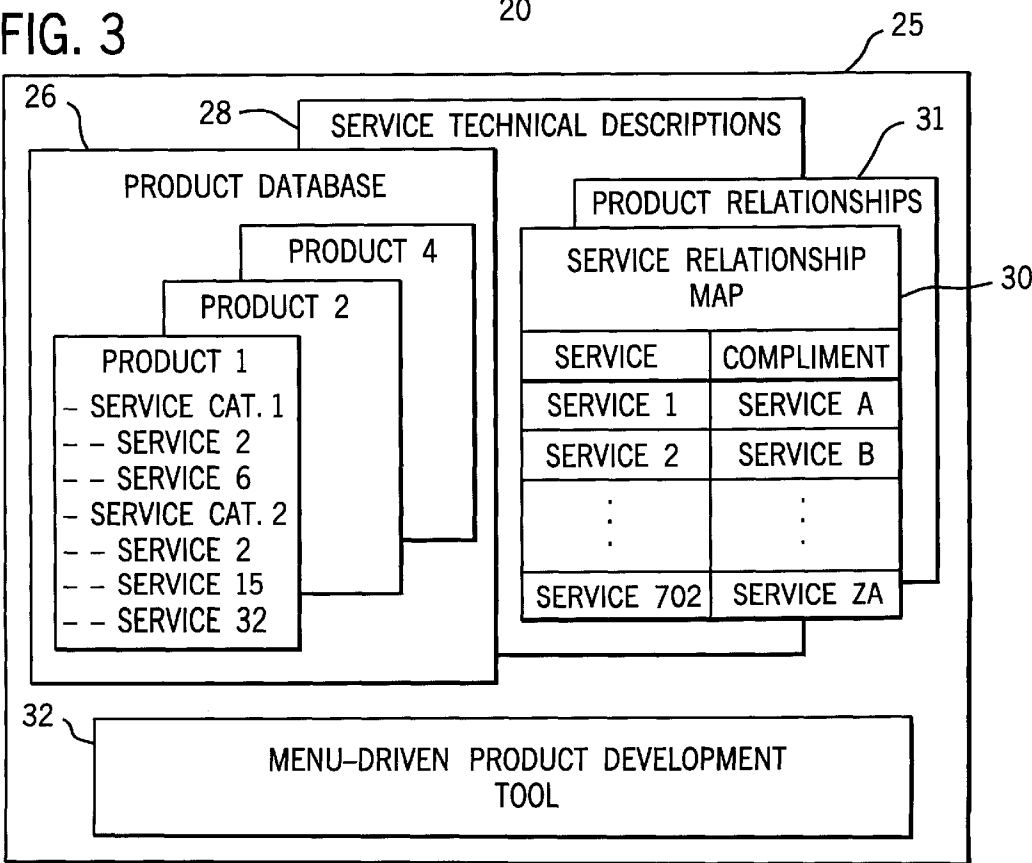 20
FIG. 3
25
26
28
SERVICE TECHNICAL DESCRIPTIONS
31
PRODUCT DATABASE
PRODUCT RELATIONSHIPS
PRODUCT 4
PRODUCT 2
PRODUCT 1
- SERVICE CAT. 1
- - SERVICE 2
- - SERVICE 6
- SERVICE CAT. 2
- - SERVICE 2
- - SERVICE 15
- - SERVICE 32
SERVICE RELATIONSHIP
MAP
30
SERVICE COMPLIMENT
SERVICE 1 SERVICE A
SERVICE 2 SERVICE B
. .
. .
. .
SERVICE 702 SERVICE ZA
32
MENU-DRIVEN PRODUCT DEVELOPMENT
TOOL